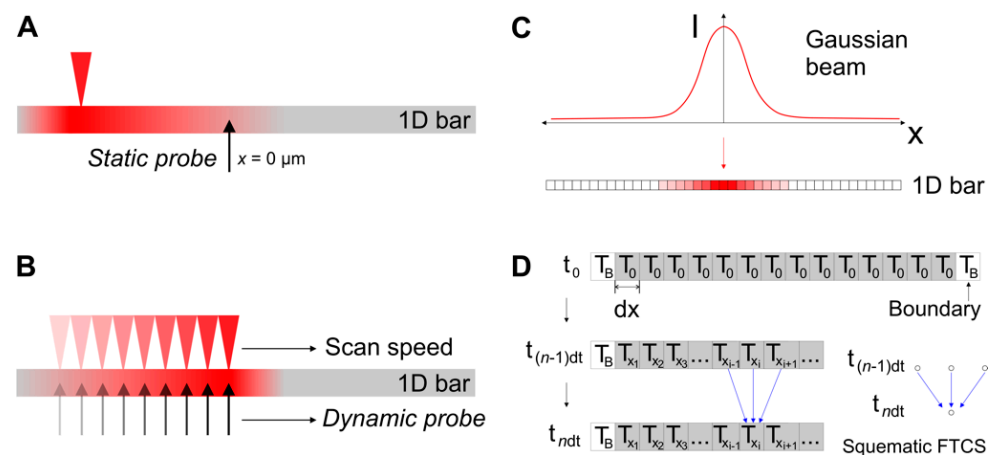 A
1D bar
Static probe
x = 0 µm
B
Scan speed
1D bar
Dynamic probe
C
I
Gaussian
beam
x
1D bar
D
t0 TB T0 T0 T0 T0 T0 T0 T0 T0 T0 T0 T0 T0 T0 T0 TB
dx
Boundary
t(n-1)dt TB Tx1 Tx2 Tx3 ... Txi-1 Txi Txi+1 ...
tndt TB Tx1 Tx2 Tx3 ... Txi-1 Txi Txi+1 ...
t(n-1)dt
tndt
Squematic FTCS